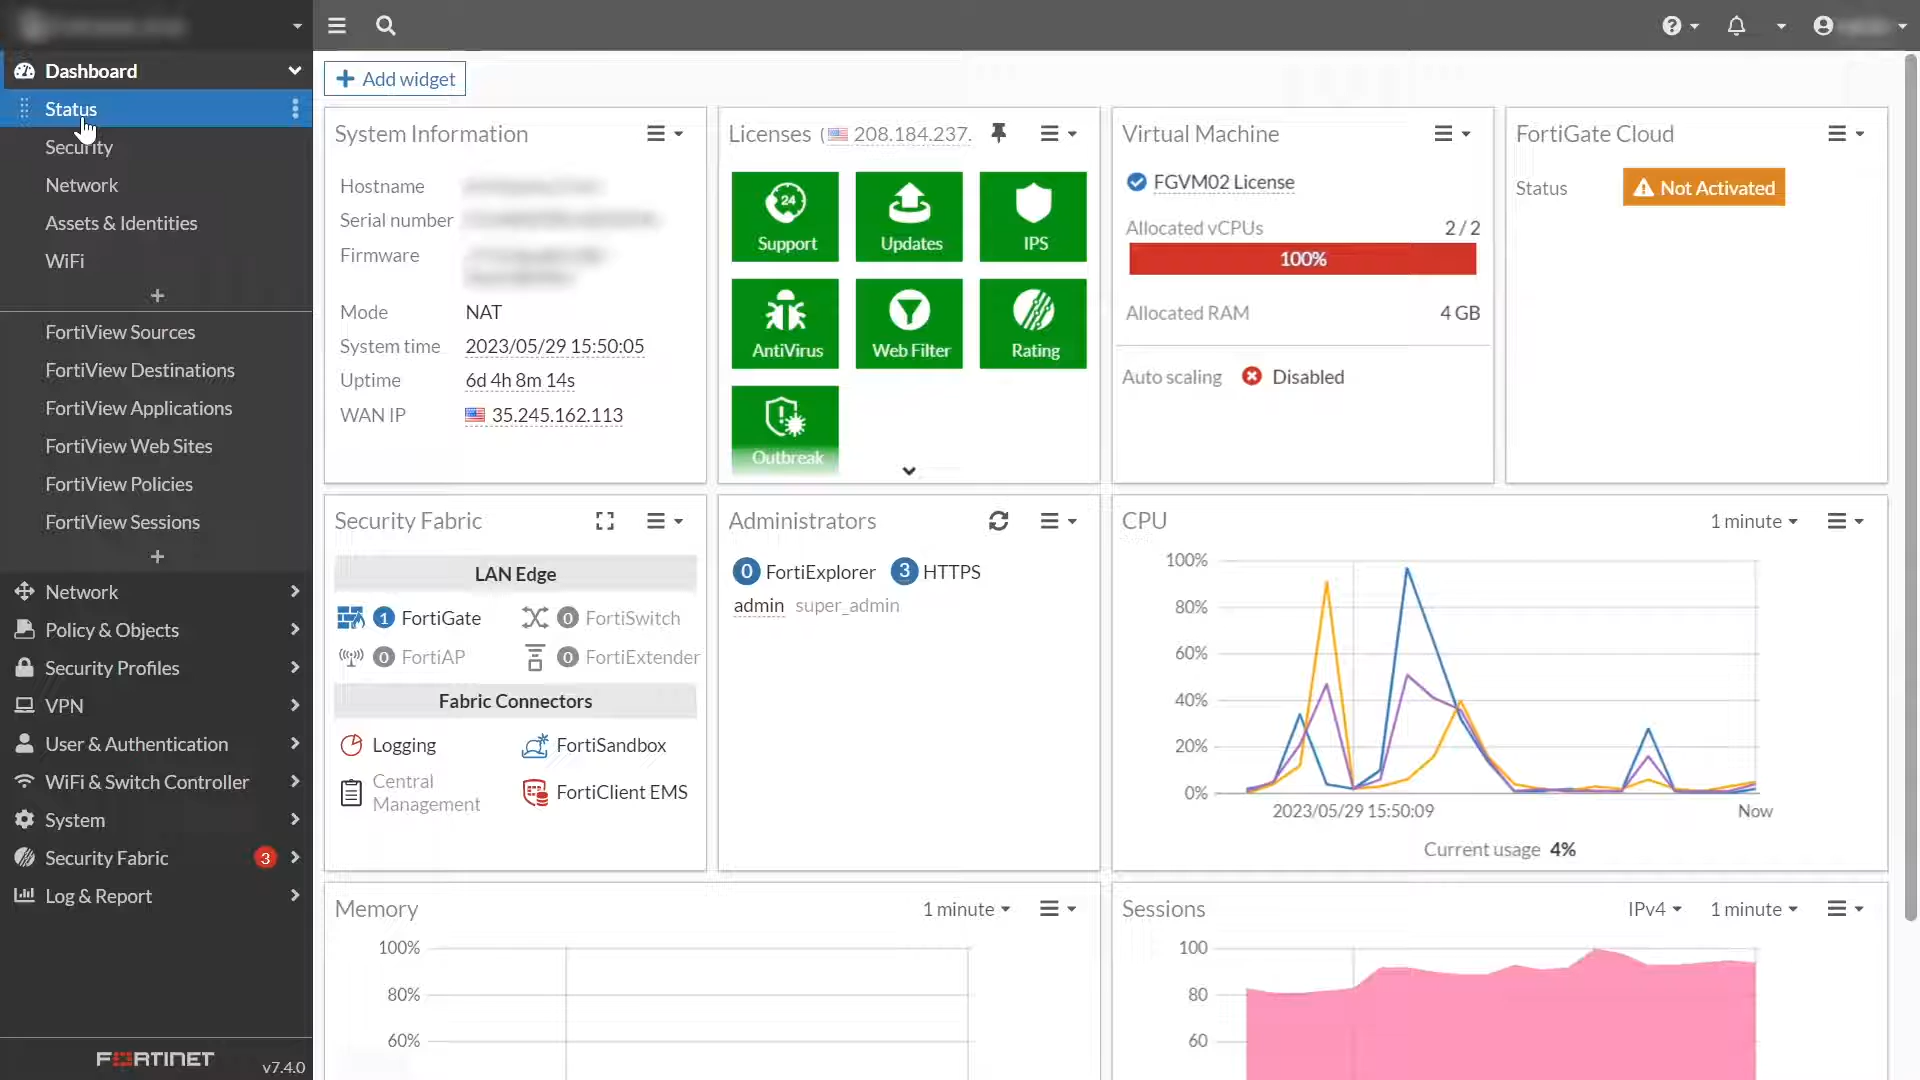 Dashboard
Status
Security
Network
Assets & Identities
WiFi
FortiView Sources
FortiView Destinations
FortiView Applications
FortiView Web Sites
FortiView Policies
FortiView Sessions
Network
Policy & Objects
Security Profiles
VPN
User & Authentication
WiFi & Switch Controller
System
Security Fabric 3
Log & Report
FORTINET
v7.4.0
Add widget
System Information
Hostname
Serial number
Firmware
Mode NAT
System time 2023/05/29 15:50:05
Uptime 6d 4h 8m 14s
WAN IP 35.245.162.113
Licenses (208.184.237.
24
Support
Updates
IPS
AntiVirus
Web Filter
Rating
Outbreak
Virtual Machine
FGVM02 License
Allocated vCPUs 2 / 2
100%
Allocated RAM 4 GB
Auto scaling Disabled
FortiGate Cloud
Status Not Activated
Security Fabric
LAN Edge
1 FortiGate 0 FortiSwitch
0 FortiAP 0 FortiExtender
Fabric Connectors
Logging FortiSandbox
Central
Management
FortiClient EMS
Administrators
0 FortiExplorer 3 HTTPS
admin super_admin
CPU 1 minute
100%
80%
60%
40%
20%
0%
2023/05/29 15:50:09 Now
Current usage 4%
Memory 1 minute
100%
80%
60%
Sessions IPv4 1 minute
100
80
60